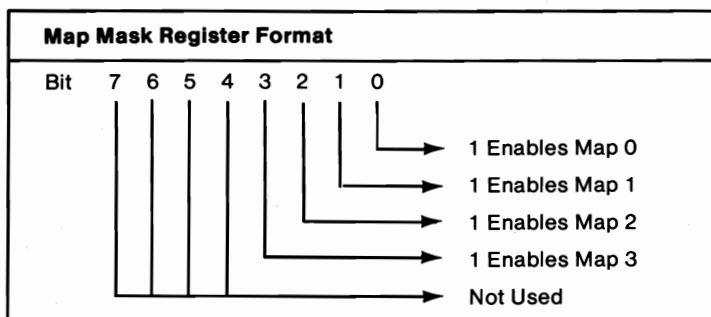 Map Mask Register Format
Bit 7 6 5 4 3 2 1 0
1 Enables Map 0
1 Enables Map 1
1 Enables Map 2
1 Enables Map 3
Not Used